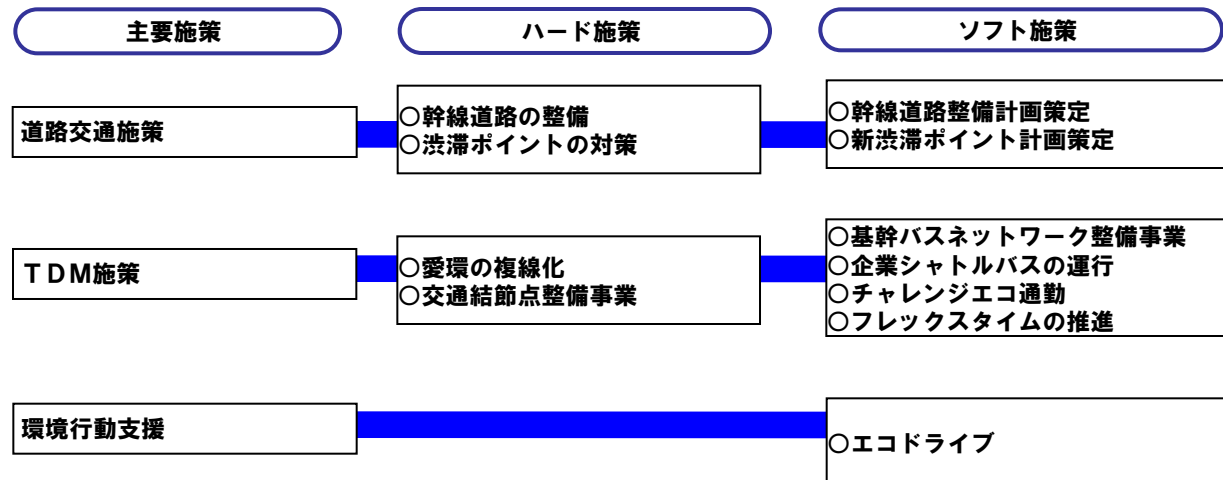 主要施策
ハード施策
ソフト施策
道路交通施策
○幹線道路の整備
○渋滞ポイントの対策
○幹線道路整備計画策定
○新渋滞ポイント計画策定
ＴＤＭ施策
○愛環の複線化
○交通結節点整備事業
○基幹バスネットワーク整備事業
○企業シャトルバスの運行
○チャレンジエコ通勤
○フレックスタイムの推進
環境行動支援
○エコドライブ